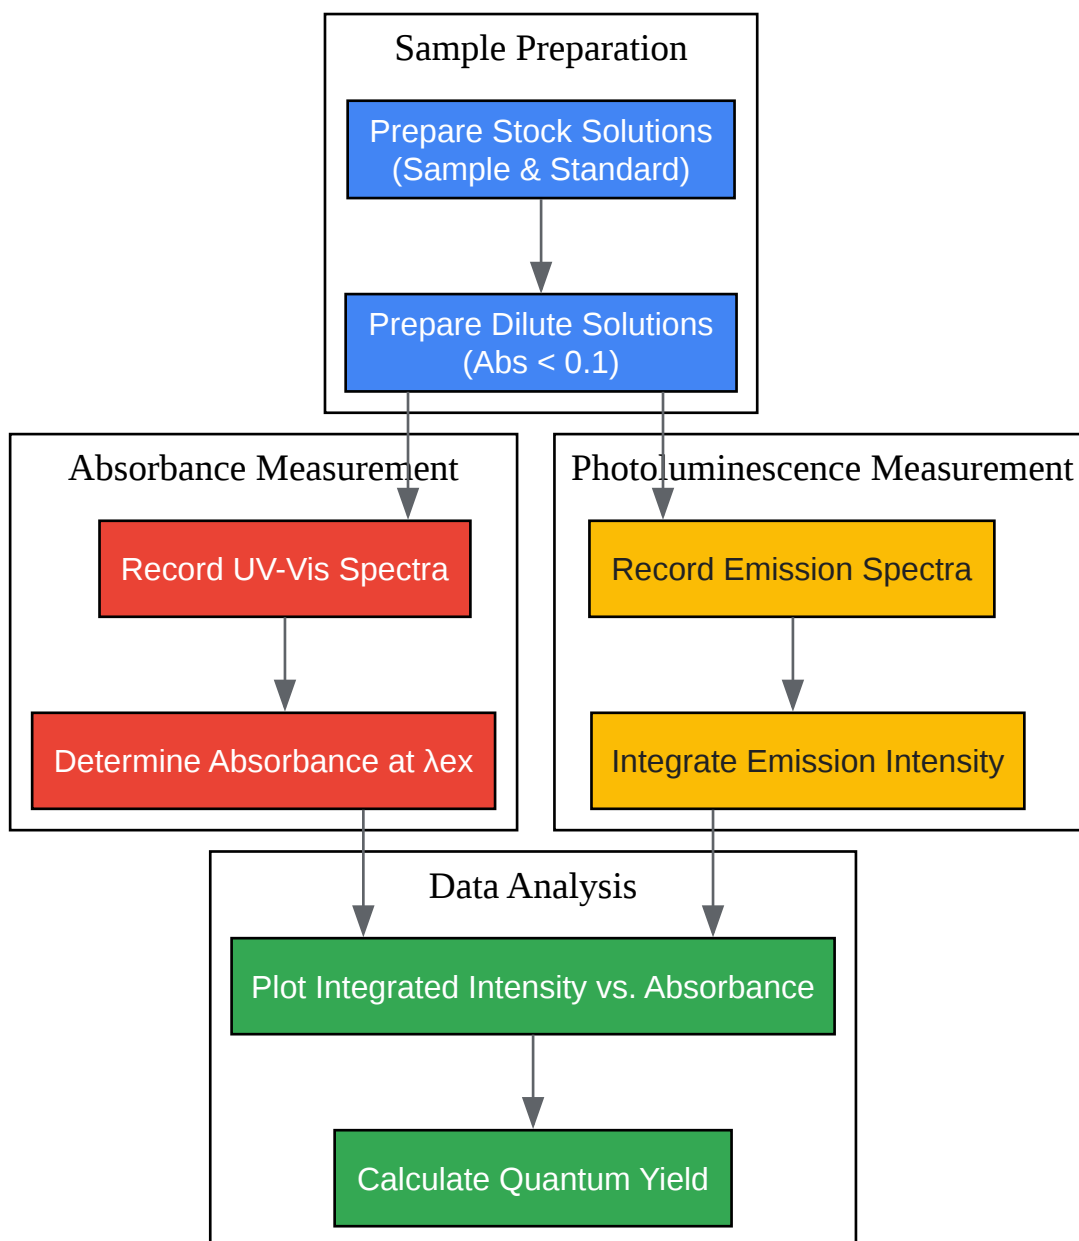 Sample Preparation
Prepare Stock Solutions
(Sample & Standard)
Prepare Dilute Solutions
(Abs < 0.1)
Absorbance Measurement
Record UV-Vis Spectra
Determine Absorbance at λex
Photoluminescence Measurement
Record Emission Spectra
Integrate Emission Intensity
Data Analysis
Plot Integrated Intensity vs. Absorbance
Calculate Quantum Yield